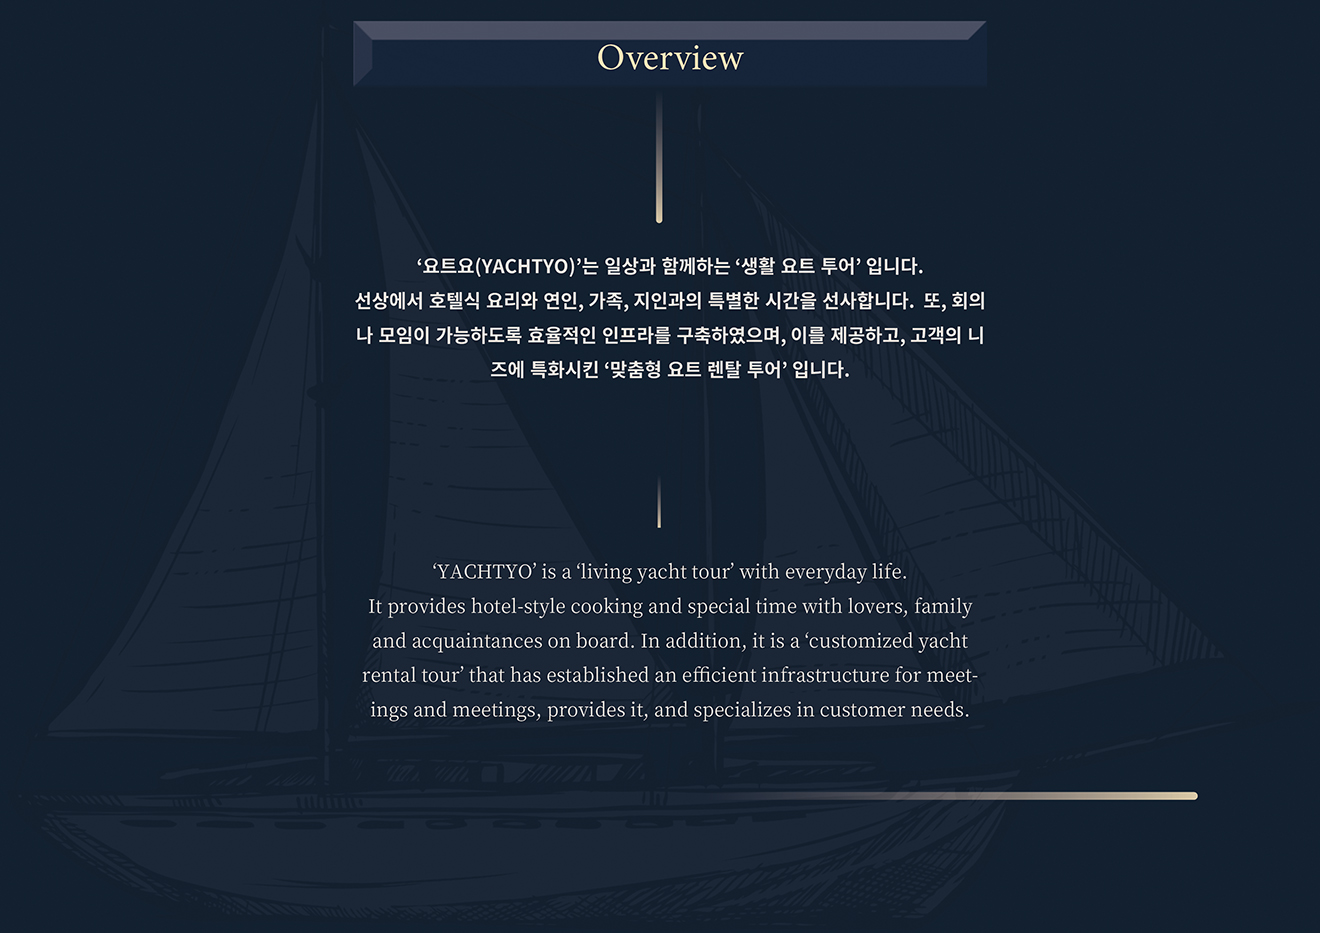 Overview
‘요트요(YACHTYO)’는 일상과 함께하는 ‘생활 요트 투어’ 입니다.
선상에서 호텔식 요리와 연인, 가족, 지인과의 특별한 시간을 선사합니다.  또, 회의
나 모임이 가능하도록 효율적인 인프라를 구축하였으며, 이를 제공하고, 고객의 니
즈에 특화시킨 ‘맞춤형 요트 렌탈 투어’ 입니다.
‘YACHTYO’ is a ‘living yacht tour’ with everyday life.
It provides hotel-style cooking and special time with lovers, family
and acquaintances on board. In addition, it is a ‘customized yacht
rental tour’ that has established an efficient infrastructure for meet-
ings and meetings, provides it, and specializes in customer needs.